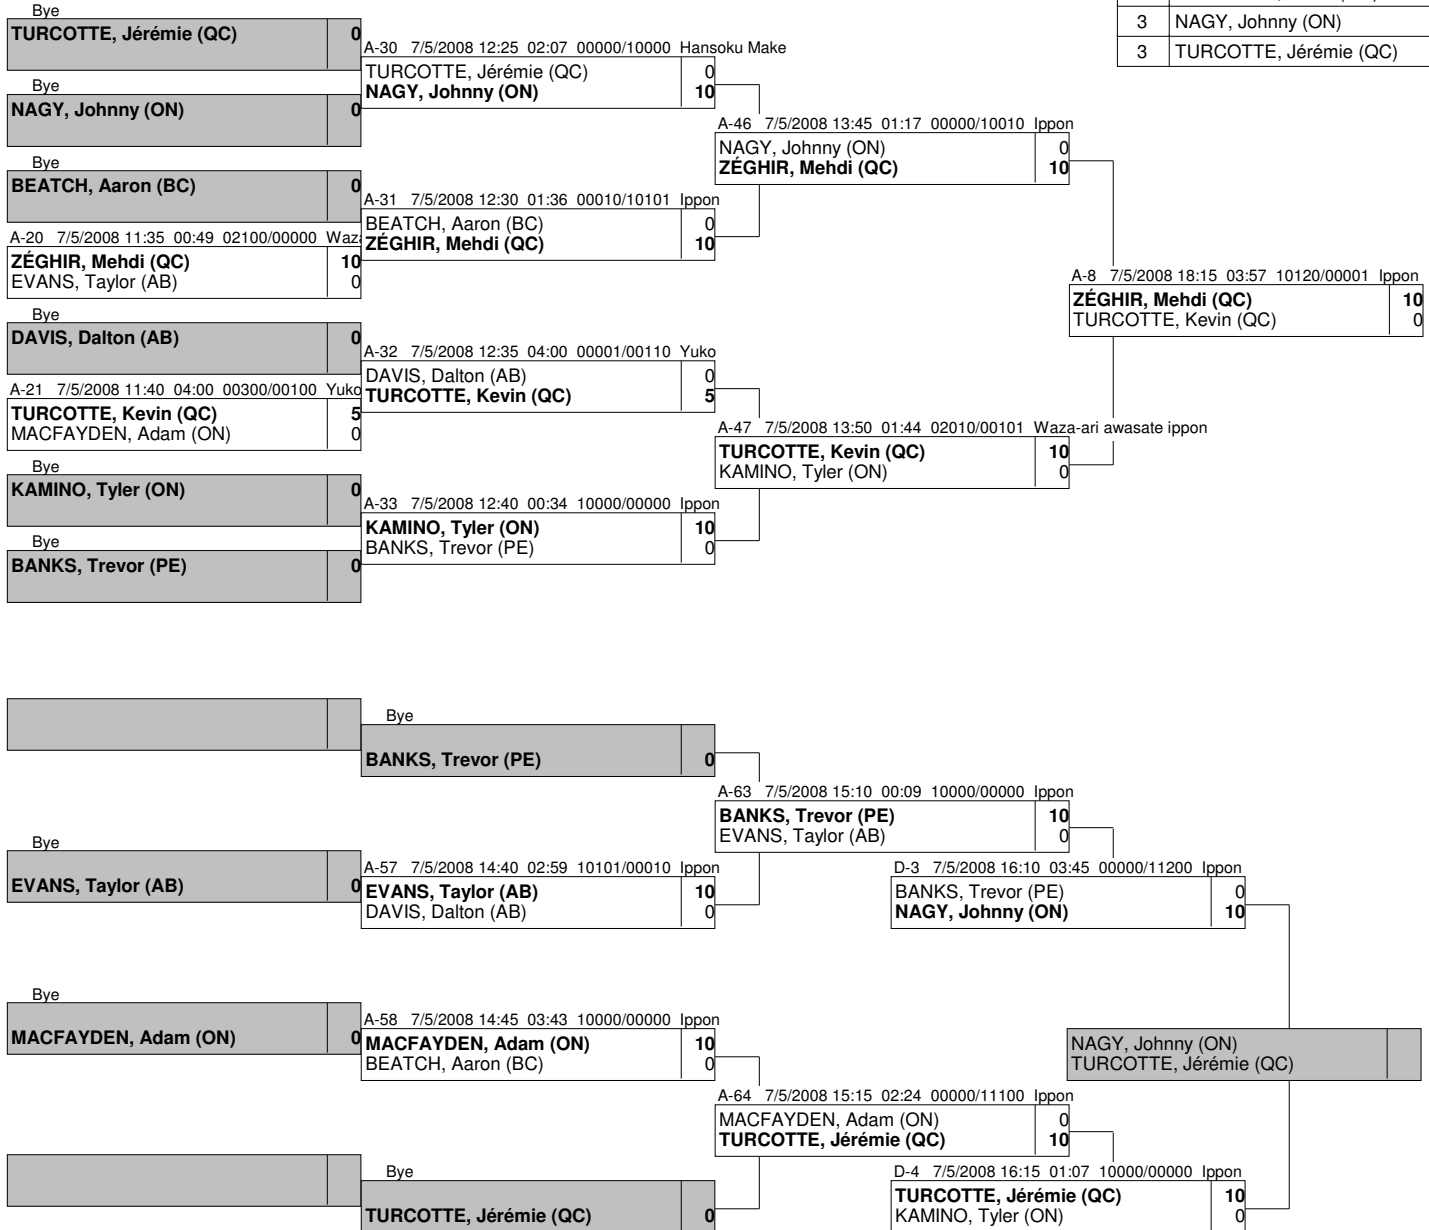 3 NAGY, Johnny (ON)
3 TURCOTTE, Jérémie (QC)
Bye
TURCOTTE, Jérémie (QC) 0
Bye
NAGY, Johnny (ON) 0
Bye
BEATCH, Aaron (BC) 0
A-20 7/5/2008 11:35 00:49 02100/00000 Waz
ZÉGHIR, Mehdi (QC) 10
EVANS, Taylor (AB) 0
Bye
DAVIS, Dalton (AB) 0
A-21 7/5/2008 11:40 04:00 00300/00100 Yuko
TURCOTTE, Kevin (QC) 5
MACFAYDEN, Adam (ON) 0
Bye
KAMINO, Tyler (ON) 0
Bye
BANKS, Trevor (PE) 0
A-30 7/5/2008 12:25 02:07 00000/10000 Hansoku Make
TURCOTTE, Jérémie (QC) 0
NAGY, Johnny (ON) 10
A-31 7/5/2008 12:30 01:36 00010/10101 Ippon
BEATCH, Aaron (BC) 0
ZÉGHIR, Mehdi (QC) 10
A-32 7/5/2008 12:35 04:00 00001/00110 Yuko
DAVIS, Dalton (AB) 0
TURCOTTE, Kevin (QC) 5
A-33 7/5/2008 12:40 00:34 10000/00000 Ippon
KAMINO, Tyler (ON) 10
BANKS, Trevor (PE) 0
A-46 7/5/2008 13:45 01:17 00000/10010 Ippon
NAGY, Johnny (ON) 0
ZÉGHIR, Mehdi (QC) 10
A-47 7/5/2008 13:50 01:44 02010/00101 Waza-ari awasate ippon
TURCOTTE, Kevin (QC) 10
KAMINO, Tyler (ON) 0
A-8 7/5/2008 18:15 03:57 10120/00001 Ippon
ZÉGHIR, Mehdi (QC) 10
TURCOTTE, Kevin (QC) 0
Bye
EVANS, Taylor (AB) 0
Bye
MACFAYDEN, Adam (ON) 0
Bye
BANKS, Trevor (PE) 0
A-57 7/5/2008 14:40 02:59 10101/00010 Ippon
EVANS, Taylor (AB) 10
DAVIS, Dalton (AB) 0
A-58 7/5/2008 14:45 03:43 10000/00000 Ippon
MACFAYDEN, Adam (ON) 10
BEATCH, Aaron (BC) 0
Bye
TURCOTTE, Jérémie (QC) 0
A-63 7/5/2008 15:10 00:09 10000/00000 Ippon
BANKS, Trevor (PE) 10
EVANS, Taylor (AB) 0
A-64 7/5/2008 15:15 02:24 00000/11100 Ippon
MACFAYDEN, Adam (ON) 0
TURCOTTE, Jérémie (QC) 10
D-3 7/5/2008 16:10 03:45 00000/11200 Ippon
BANKS, Trevor (PE) 0
NAGY, Johnny (ON) 10
D-4 7/5/2008 16:15 01:07 10000/00000 Ippon
TURCOTTE, Jérémie (QC) 10
KAMINO, Tyler (ON) 0
NAGY, Johnny (ON)
TURCOTTE, Jérémie (QC)